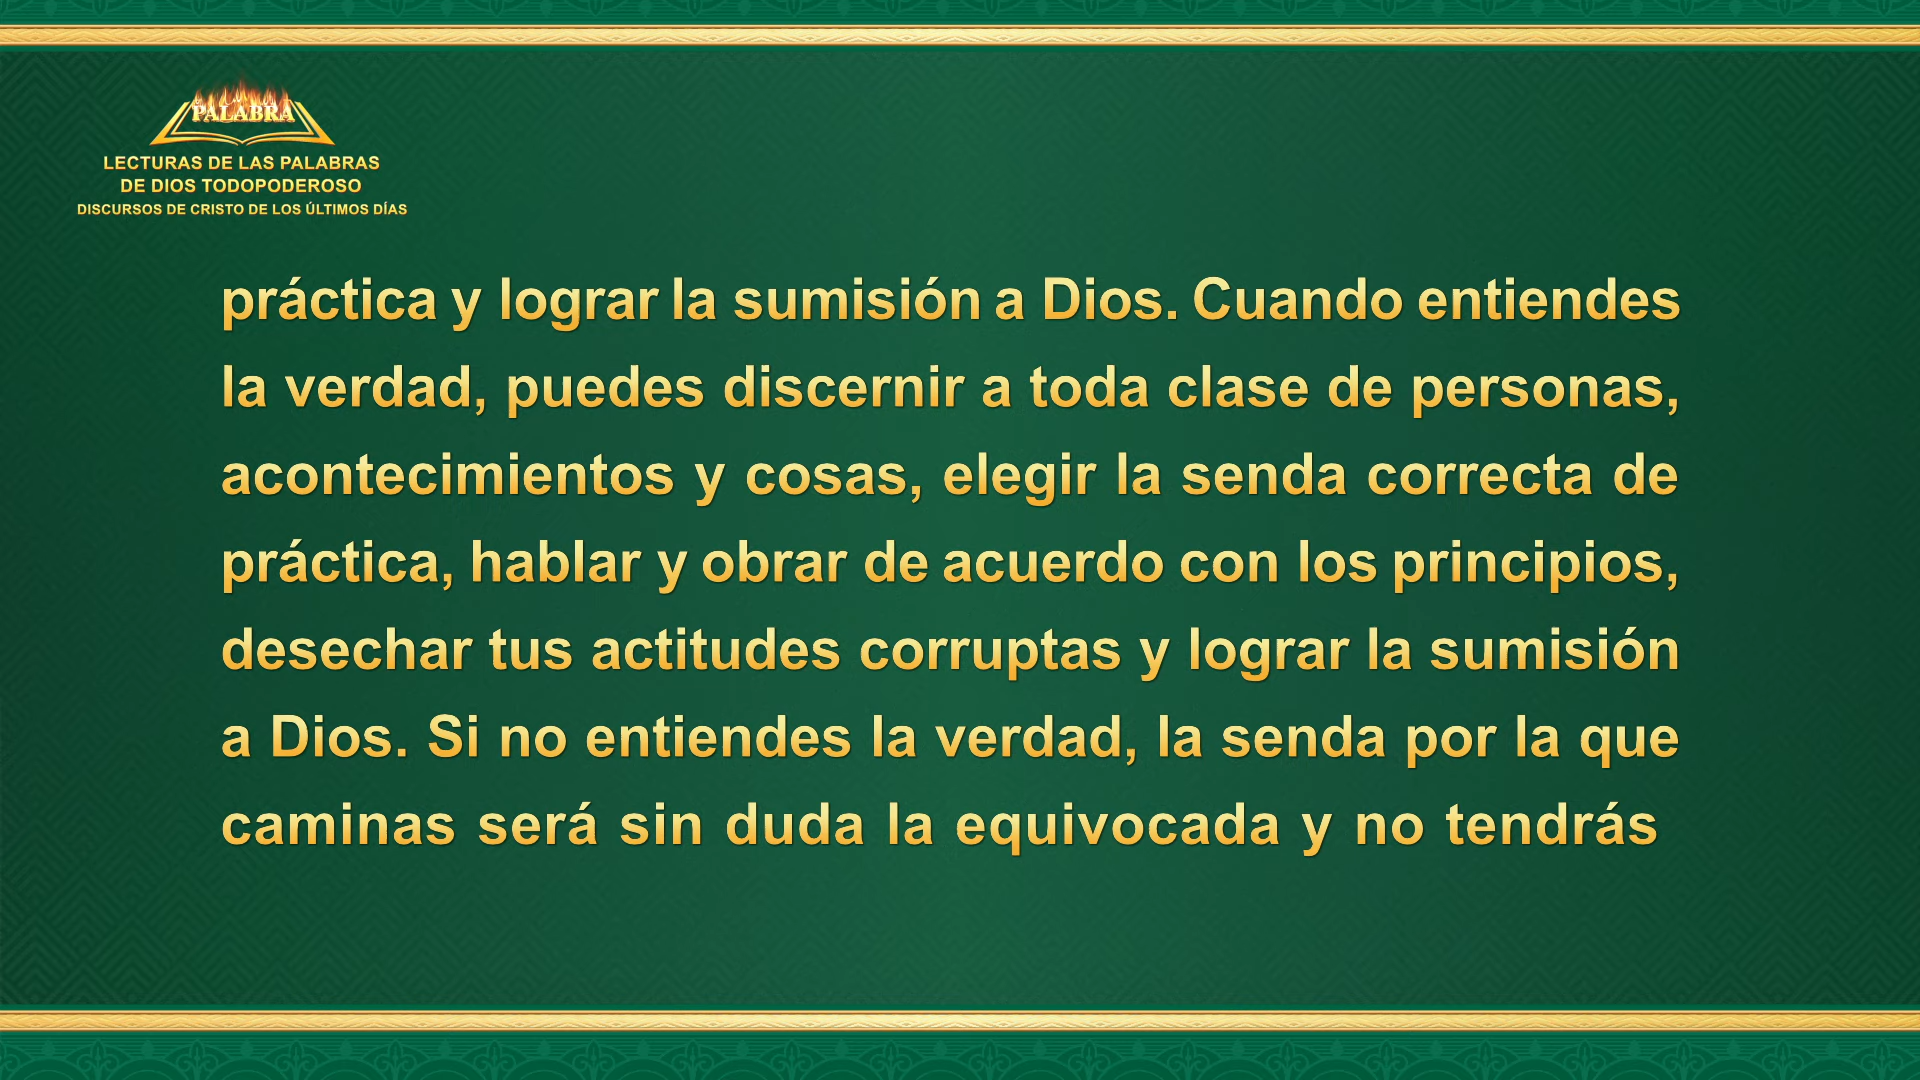 PALABRA
LECTURAS DE LAS PALABRAS
DE DIOS TODOPODEROSO
DISCURSOS DE CRISTO DE LOS ÚLTIMOS DÍAS
práctica y lograr la sumisión a Dios. Cuando entiendes
la verdad, puedes discernir a toda clase de personas,
acontecimientos y cosas, elegir la senda correcta de
práctica, hablar y obrar de acuerdo con los principios,
desechar tus actitudes corruptas y lograr la sumisión
a Dios. Si no entiendes la verdad, la senda por la que
caminas será sin duda la equivocada y no tendrás